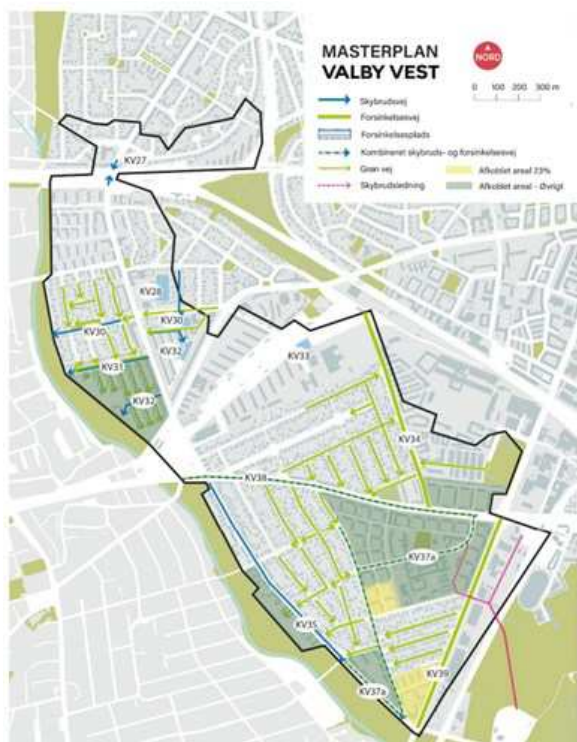 MASTERPLAN
VALBY VEST
NORD
0 100 200 300 m
Skybrudsvej
Forsinkelsesvej
Forsinkelsesplads
Kombineret skybruds- og forsinkelsesvej
Grøn vej
Skybrudsledning
Afkoblet areal 23%
Afkoblet areal - Øvrigt
KV27
KV28
KV30
KV30
KV31
KV32
KV32
KV33
KV34
KV38
KV37a
KV35
KV37a
KV39